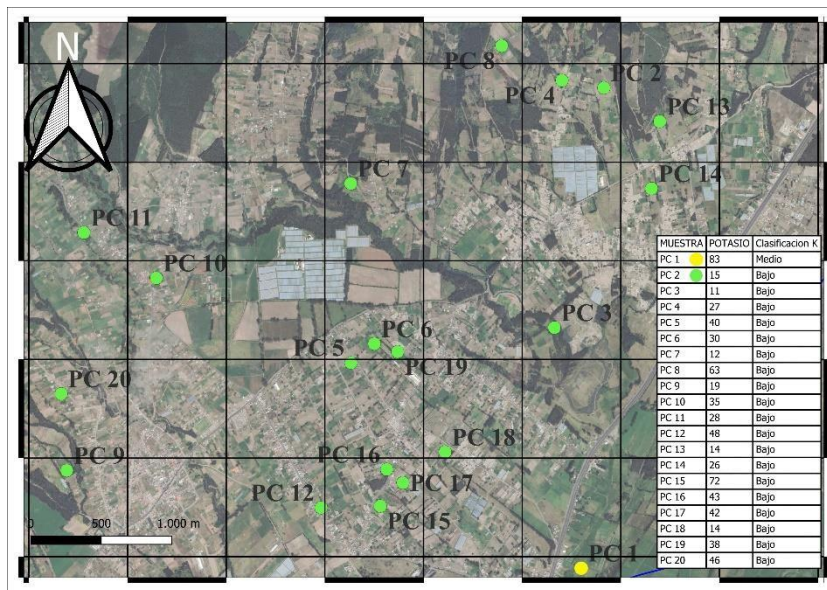 N
PC 8
PC 4
PC 2
PC 13
PC 7
PC 14
PC 11
PC 10
PC 3
PC 6
PC 5
PC 19
PC 20
PC 18
PC 9
PC 16
PC 17
PC 12
PC 15
PC 1
0 500 1.000 m
MUESTRA POTASIO Clasificacion K
PC 1 83 Medio
PC 2 15 Bajo
PC 3 11 Bajo
PC 4 27 Bajo
PC 5 40 Bajo
PC 6 30 Bajo
PC 7 12 Bajo
PC 8 63 Bajo
PC 9 19 Bajo
PC 10 35 Bajo
PC 11 28 Bajo
PC 12 48 Bajo
PC 13 14 Bajo
PC 14 26 Bajo
PC 15 72 Bajo
PC 16 43 Bajo
PC 17 42 Bajo
PC 18 14 Bajo
PC 19 38 Bajo
PC 20 46 Bajo